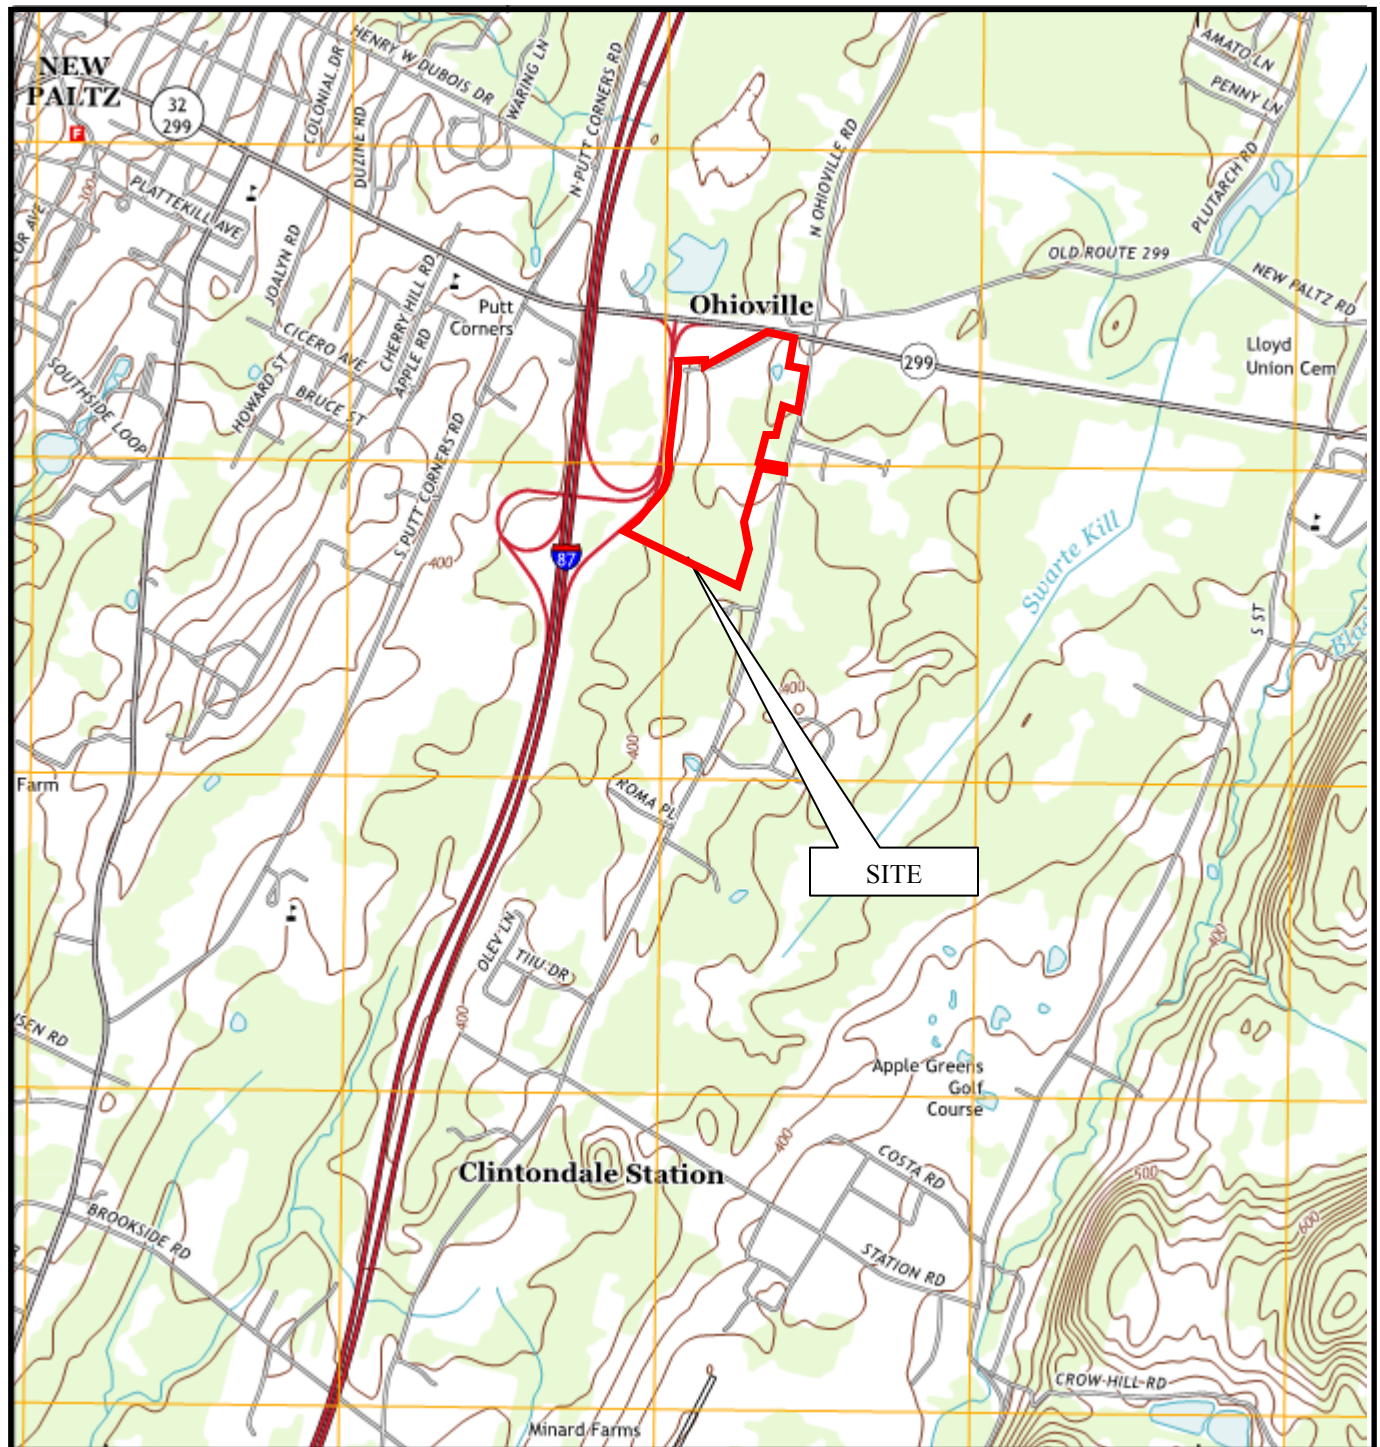 HENRY W DUBOIS DR
WARING LN
N PUTT CORNERS RD
COLONIAL DR
AMATO LN
PENNY LN
NEW
PALTZ
32
299
F
DUZINE RD
N OHIOVILLE RD
PLUTARCH RD
300
PLATTEKILL AVE
JOALYN RD
CHERRY HILL RD
OLD ROUTE 299
NEW PALTZ RD
Putt
Corners
Ohioville
CICERO AVE
APPLE RD
299
Lloyd
Union Cem
SOUTHSIDE LOOP
HOWARD ST
BRUCE ST
S PUTT CORNERS RD
400
87
Swarte Kill
S ST
400
400
Farm
ROMA PL
SITE
OLEV LN
TIIU DR
400
400
SEN RD
Apple Greens
Golf
Course
400
Clintondale Station
COSTA RD
500
600
BROOKSIDE RD
STATION RD
CROW HILL RD
Minard Farms